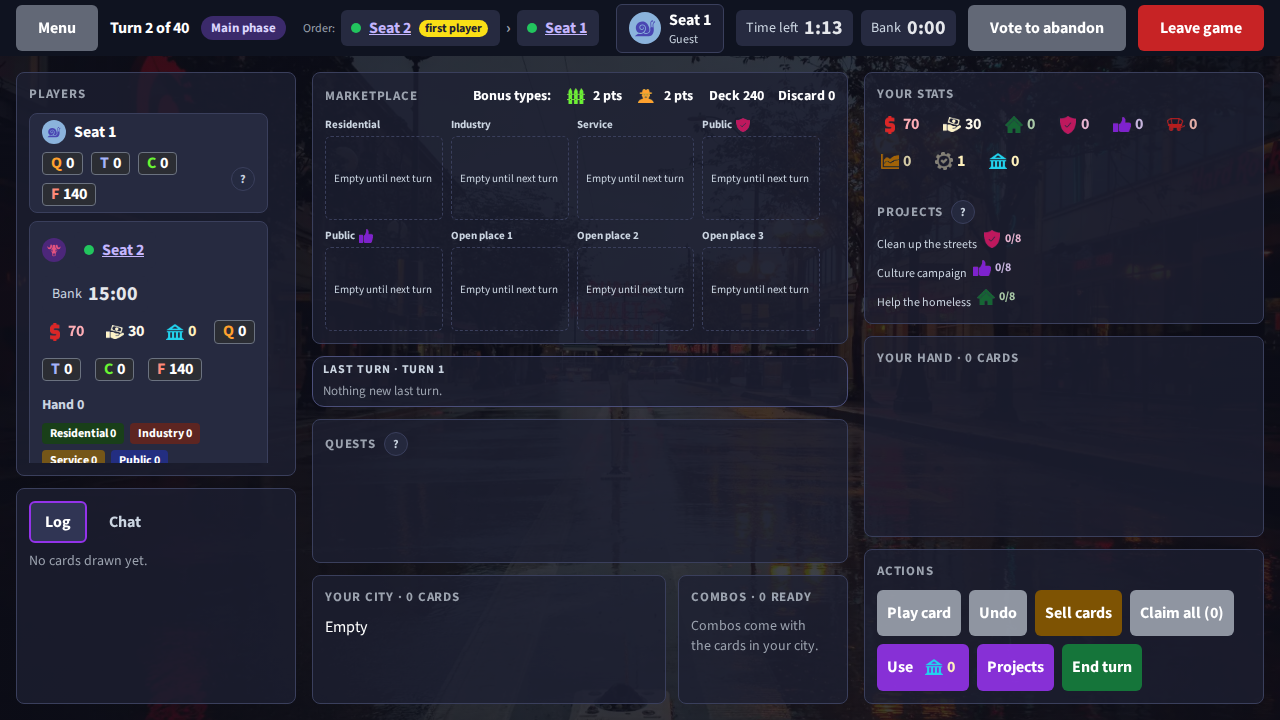 Menu
Turn 2 of 40
Main phase
Order:
Seat 2
first player
›
Seat 1
Seat 1
Guest
Time left 1:13
Bank 0:00
Vote to abandon
Leave game
PLAYERS
Seat 1
Q 0
T 0
C 0
F 140
?
Seat 2
Bank 15:00
70
30
0
Q 0
T 0
C 0
F 140
Hand 0
Residential 0
Industry 0
Service 0
Public 0
Log
Chat
No cards drawn yet.
MARKETPLACE
Bonus types:
2 pts
2 pts
Deck 240
Discard 0
Residential
Industry
Service
Public
Empty until next turn
Empty until next turn
Empty until next turn
Empty until next turn
Public
Open place 1
Open place 2
Open place 3
Empty until next turn
Empty until next turn
Empty until next turn
Empty until next turn
LAST TURN · TURN 1
Nothing new last turn.
QUESTS
?
YOUR CITY · 0 CARDS
Empty
COMBOS · 0 READY
Combos come with
the cards in your city.
YOUR STATS
70
30
0
0
0
0
0
1
0
PROJECTS
?
Clean up the streets 0/8
Culture campaign 0/8
Help the homeless 0/8
YOUR HAND · 0 CARDS
ACTIONS
Play card
Undo
Sell cards
Claim all (0)
Use 0
Projects
End turn